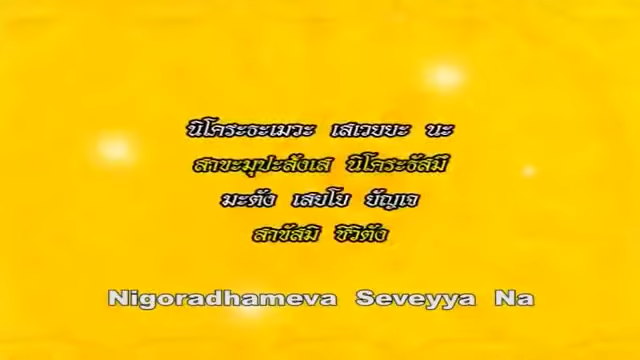 นิโครธะเมวะ เสเวยยะ นะ
สาขะมุปะสังเส นิโครธัสมิ
มะตัง เสยโย ยัญเจ
สาขัสมิ ชีวิตัง
Nigoradhameva Seveyya Na